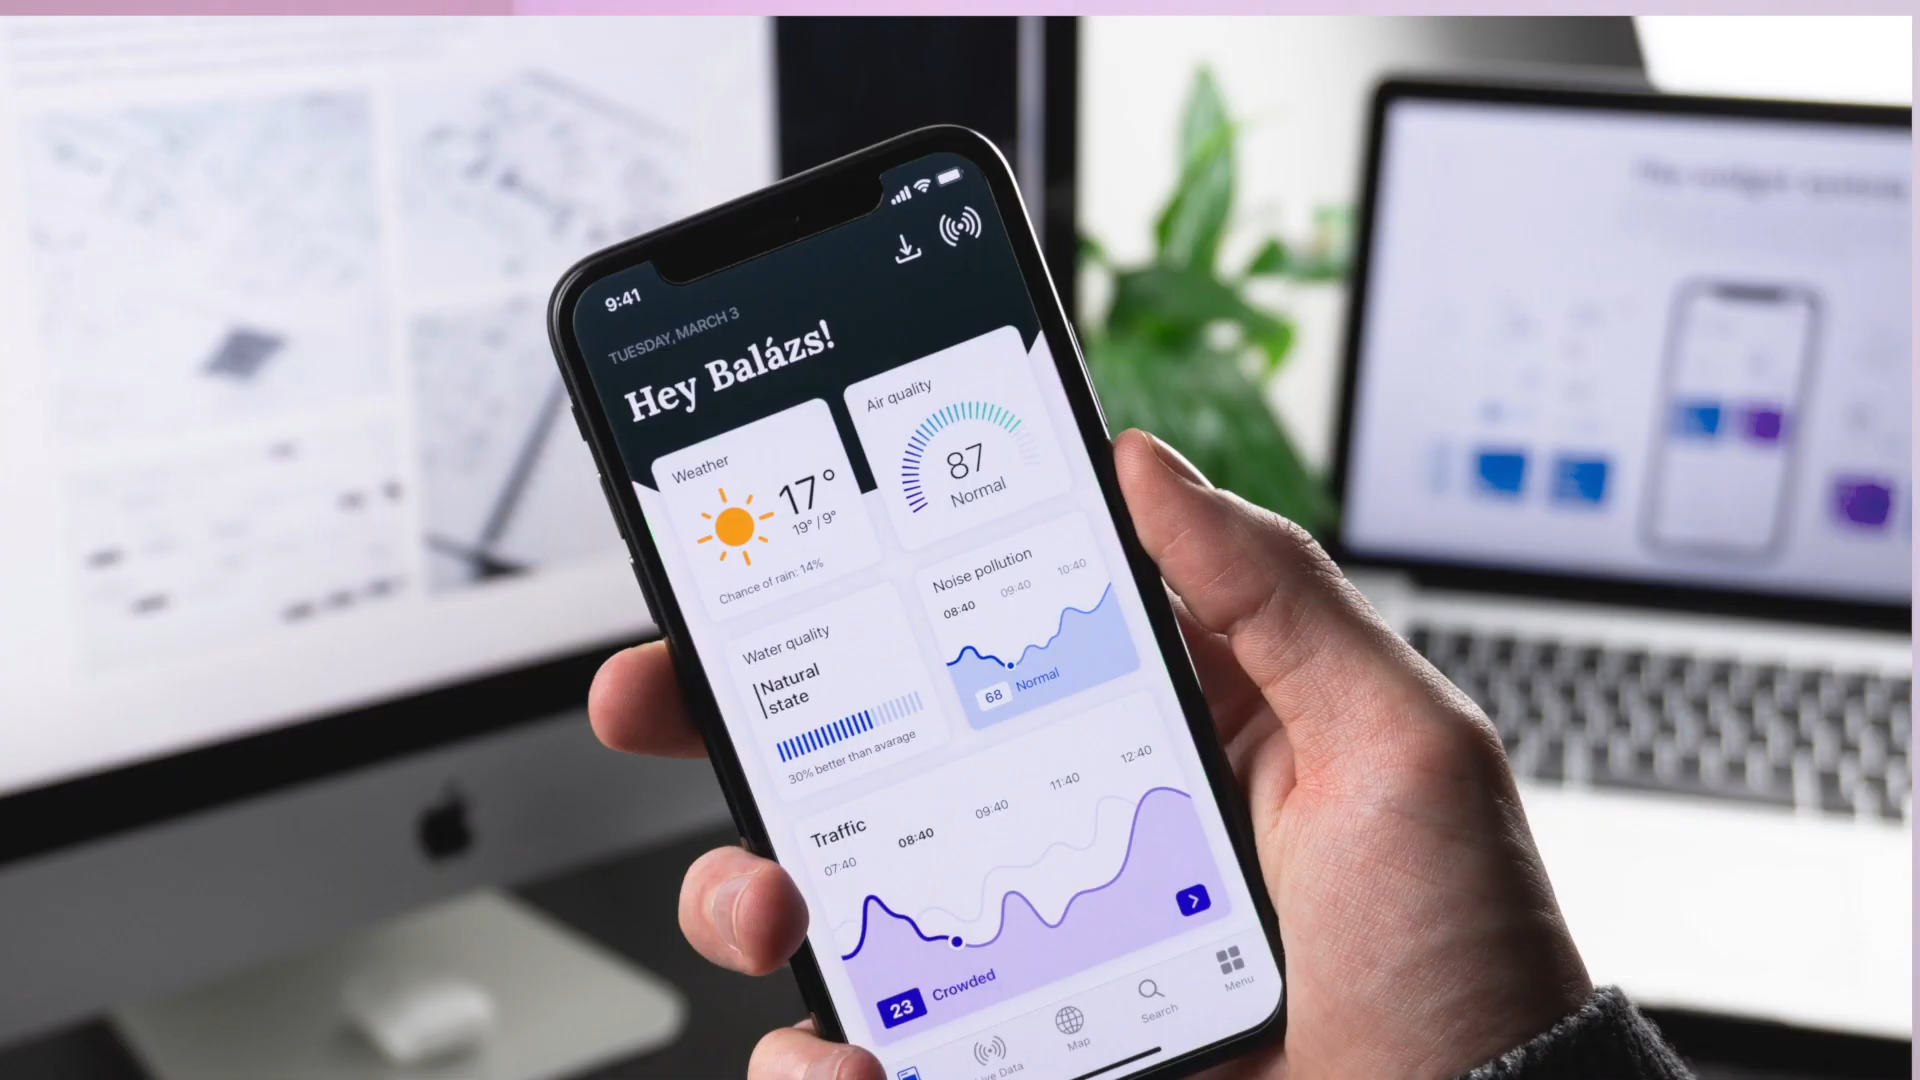 9:41
TUESDAY, MARCH 3
Hey Balázs!
Weather
17°
19° / 9°
Chance of rain: 14%
Air quality
87
Normal
Water quality
Natural
state
30% better than avarage
Noise pollution
08:40 09:40 10:40
68 Normal
Traffic
07:40 08:40 09:40 11:40 12:40
23 Crowded
Live Data
Map
Search
Menu